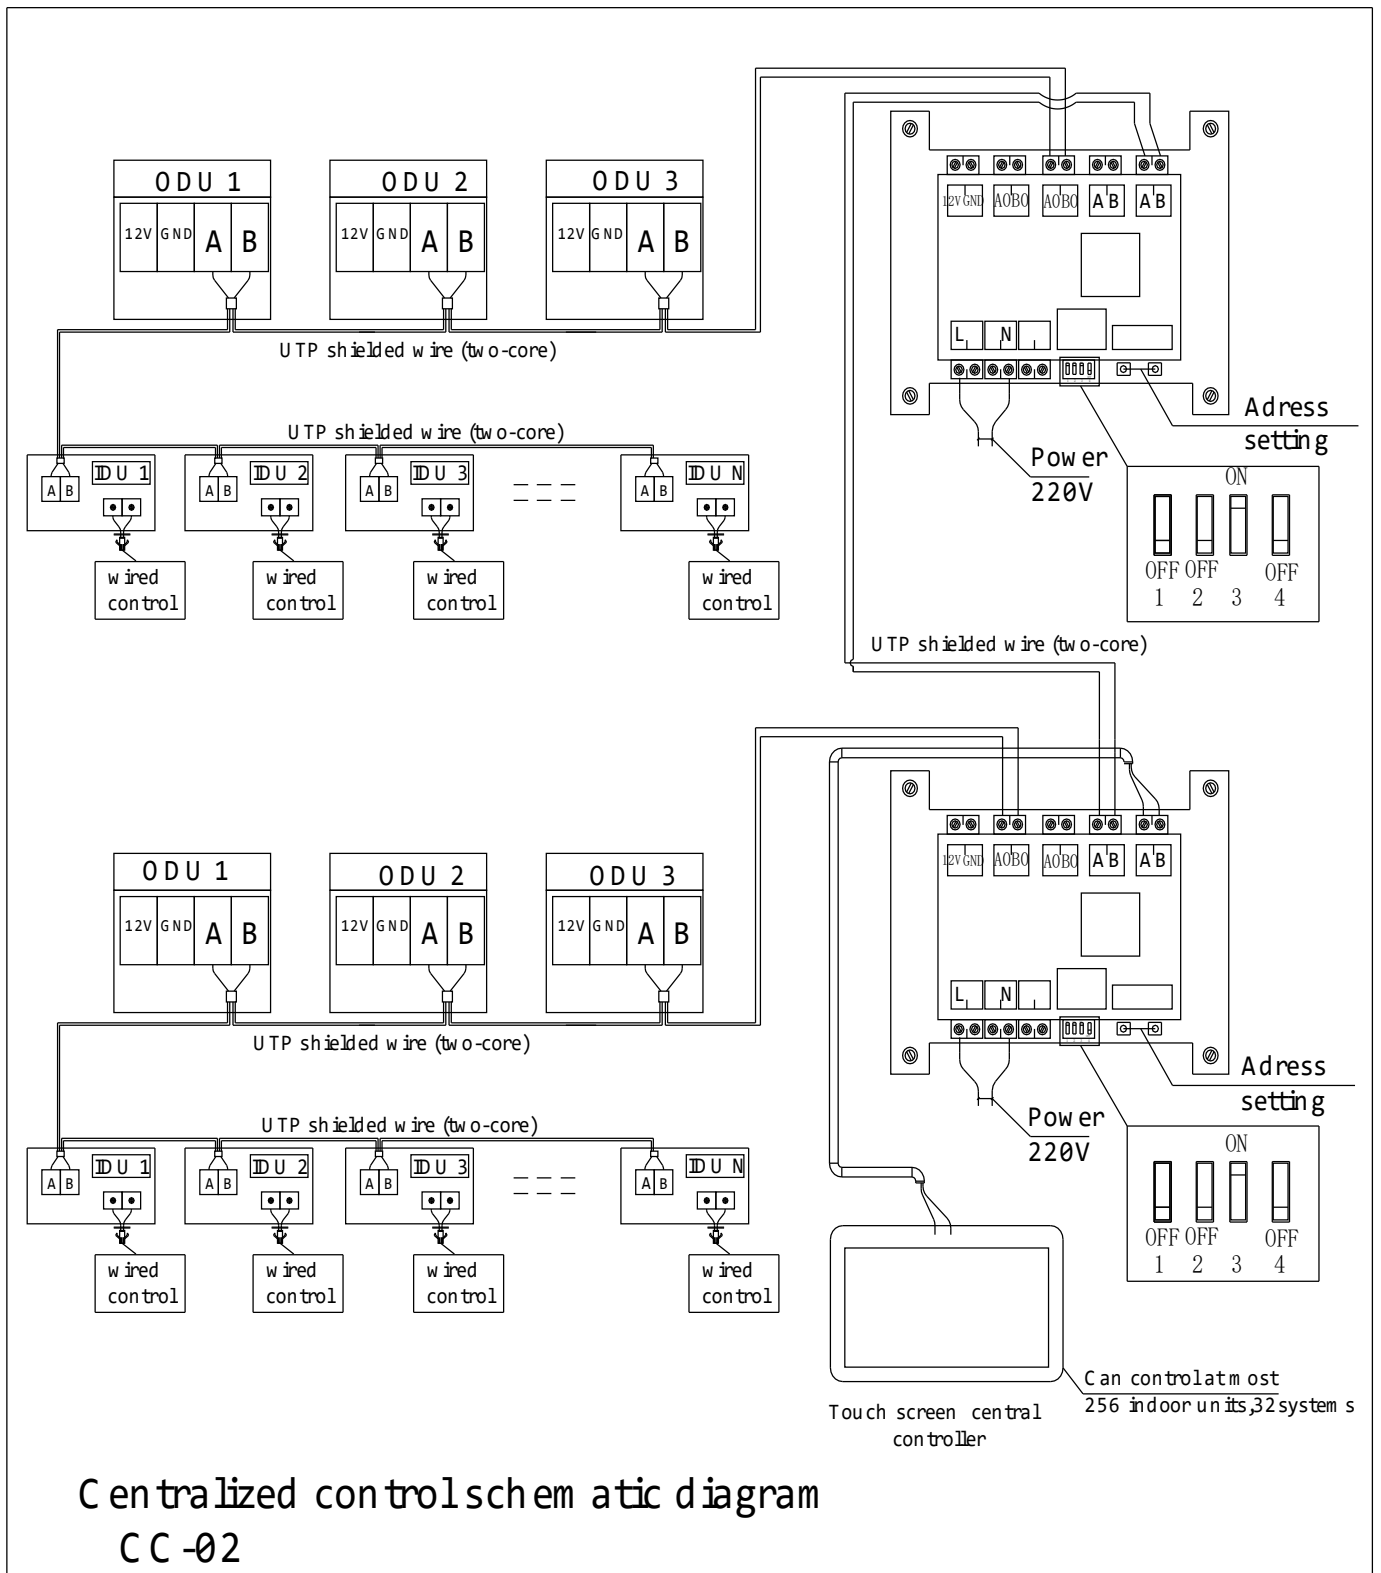 ODU 1
ODU 2
ODU 3
12V GND A B
12V GND A B
12V GND A B
UTP shielded wire (two-core)
UTP shielded wire (two-core)
A B
IDU 1
A B
IDU 2
A B
IDU 3
A B
IDU N
wired
control
wired
control
wired
control
wired
control
12V GND A0B0 A0B0 A B A B
L N
Power
220V
Adress
setting
ON
OFF OFF OFF
1 2 3 4
UTP shielded wire (two-core)
ODU 1
ODU 2
ODU 3
12V GND A B
12V GND A B
12V GND A B
UTP shielded wire (two-core)
UTP shielded wire (two-core)
A B
IDU 1
A B
IDU 2
A B
IDU 3
A B
IDU N
wired
control
wired
control
wired
control
wired
control
12V GND A0B0 A0B0 A B A B
L N
Power
220V
Adress
setting
ON
OFF OFF OFF
1 2 3 4
Can control at most
256 indoor units,32systems
Touch screen central
controller
Centralized control schematic diagram
CC-02